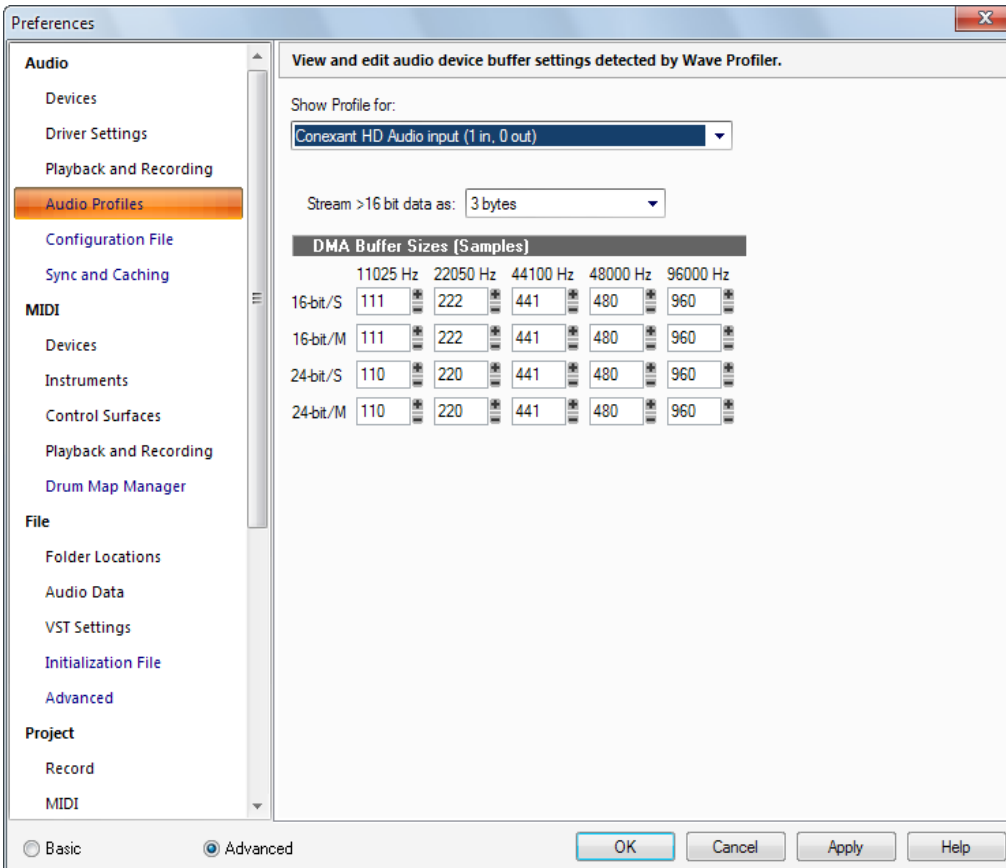 Preferences
Audio
Devices
Driver Settings
Playback and Recording
Audio Profiles
Configuration File
Sync and Caching
MIDI
Devices
Instruments
Control Surfaces
Playback and Recording
Drum Map Manager
File
Folder Locations
Audio Data
VST Settings
Initialization File
Advanced
Project
Record
MIDI
View and edit audio device buffer settings detected by Wave Profiler.
Show Profile for:
Conexant HD Audio input (1 in, 0 out)
Stream >16 bit data as: 3 bytes
DMA Buffer Sizes (Samples)
11025 Hz 22050 Hz 44100 Hz 48000 Hz 96000 Hz
16-bit/S 111 222 441 480 960
16-bit/M 111 222 441 480 960
24-bit/S 110 220 441 480 960
24-bit/M 110 220 441 480 960
Basic Advanced OK Cancel Apply Help